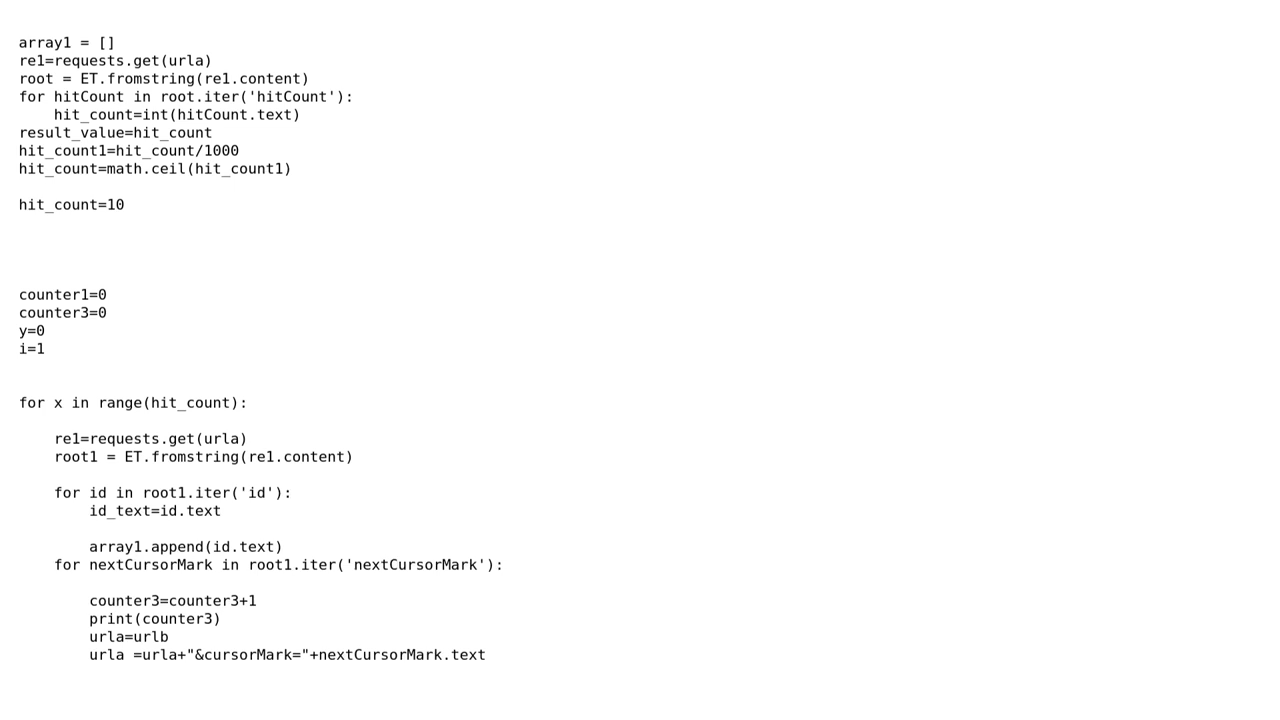 array1 = []
re1=requests.get(urla)
root = ET.fromstring(re1.content)
for hitCount in root.iter('hitCount'):
    hit_count=int(hitCount.text)
result_value=hit_count
hit_count1=hit_count/1000
hit_count=math.ceil(hit_count1)
hit_count=10
counter1=0
counter3=0
y=0
i=1
for x in range(hit_count):
    re1=requests.get(urla)
    root1 = ET.fromstring(re1.content)
    for id in root1.iter('id'):
        id_text=id.text
        array1.append(id.text)
    for nextCursorMark in root1.iter('nextCursorMark'):
        counter3=counter3+1
        print(counter3)
        urla=urlb
        urla =urla+"&cursorMark="+nextCursorMark.text